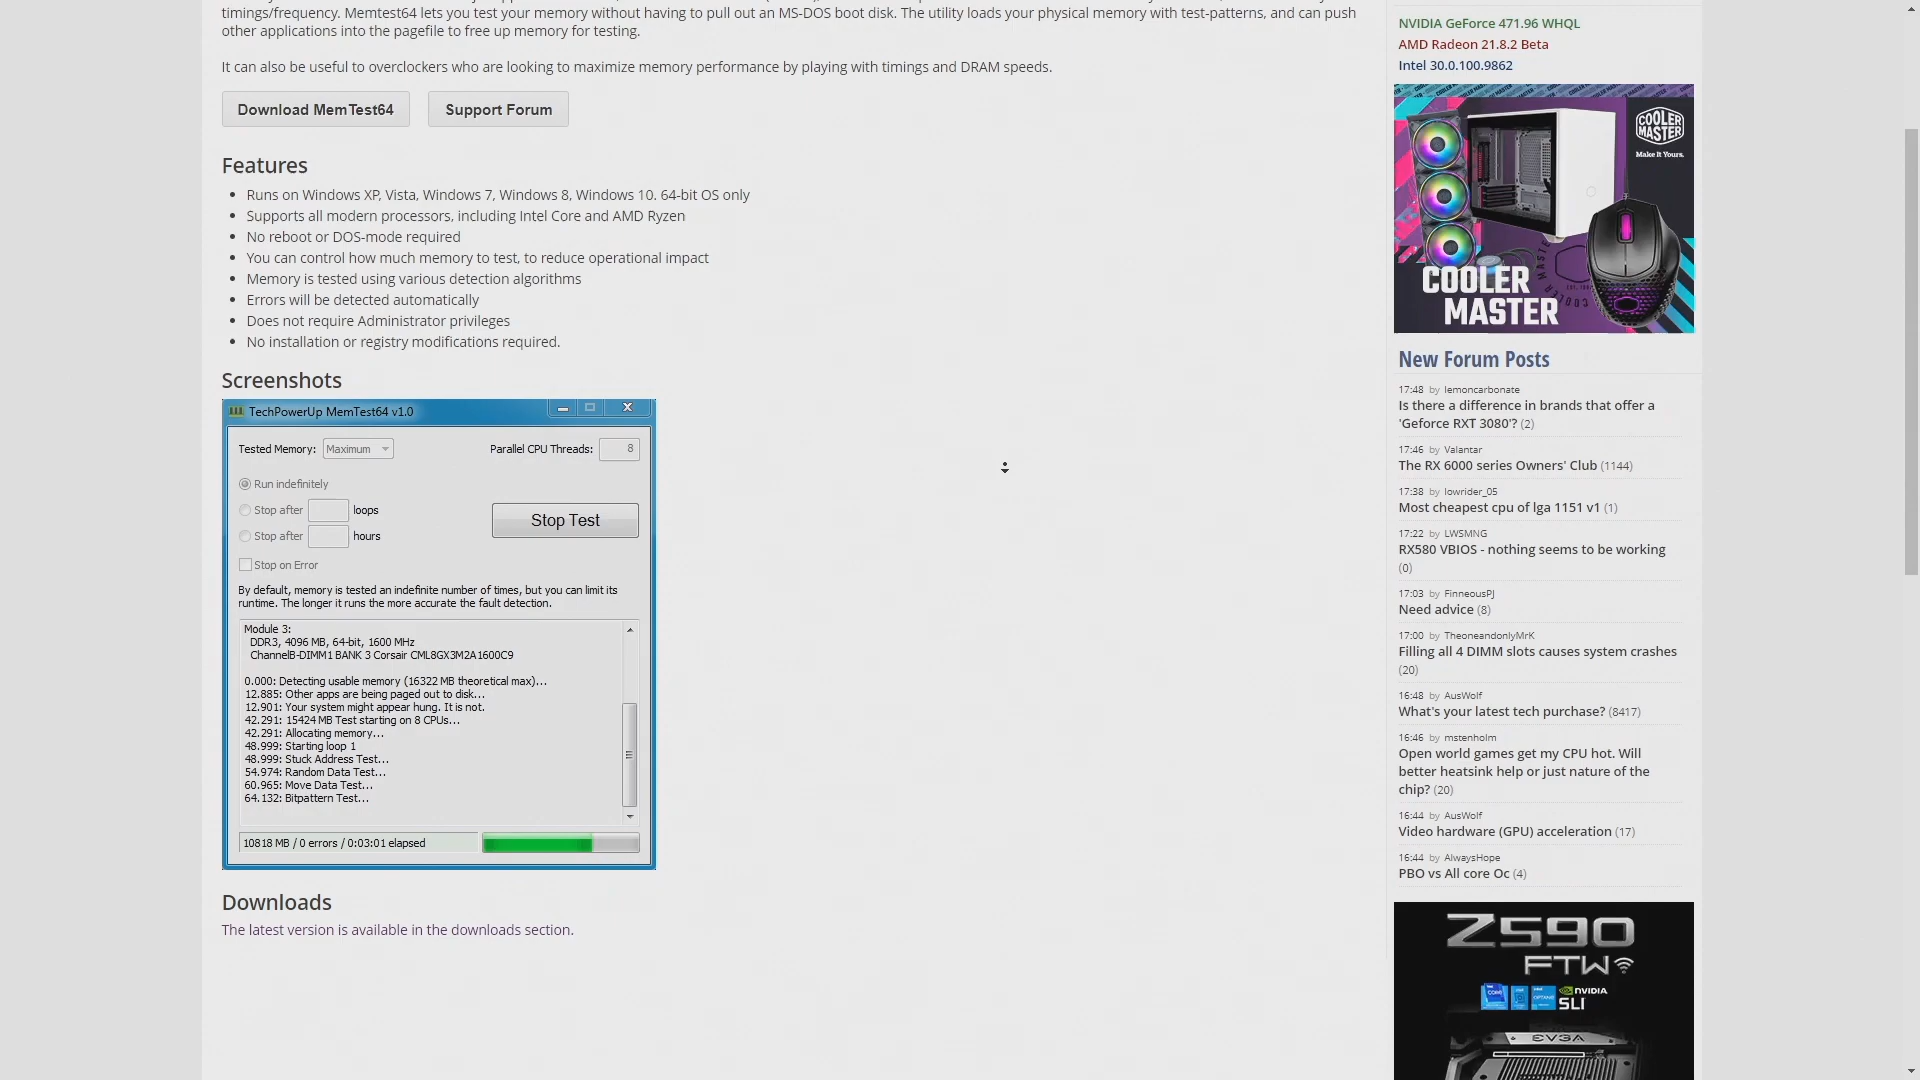 timings/frequency. Memtest64 lets you test your memory without having to pull out an MS-DOS boot disk. The utility loads your physical memory with test-patterns, and can push
other applications into the pagefile to free up memory for testing.
It can also be useful to overclockers who are looking to maximize memory performance by playing with timings and DRAM speeds.
Download MemTest64
Support Forum
Features
Runs on Windows XP, Vista, Windows 7, Windows 8, Windows 10. 64-bit OS only
Supports all modern processors, including Intel Core and AMD Ryzen
No reboot or DOS-mode required
You can control how much memory to test, to reduce operational impact
Memory is tested using various detection algorithms
Errors will be detected automatically
Does not require Administrator privileges
No installation or registry modifications required.
Screenshots
TechPowerUp MemTest64 v1.0
Tested Memory: Maximum
Parallel CPU Threads: 8
Run indefinitely
Stop after loops
Stop Test
Stop after hours
Stop on Error
By default, memory is tested an indefinite number of times, but you can limit its
runtime. The longer it runs the more accurate the fault detection.
Module 3:
DDR3, 4096 MB, 64-bit, 1600 MHz
ChannelB-DIMM1 BANK 3 Corsair CML8GX3M2A1600C9
0.000: Detecting usable memory (16322 MB theoretical max)...
12.885: Other apps are being paged out to disk...
12.901: Your system might appear hung. It is not.
42.291: 15424 MB Test starting on 8 CPUs...
42.291: Allocating memory...
48.999: Starting loop 1
48.999: Stuck Address Test...
54.974: Random Data Test...
60.965: Move Data Test...
64.132: Bitpattern Test...
10818 MB / 0 errors / 0:03:01 elapsed
Downloads
The latest version is available in the downloads section.
NVIDIA GeForce 471.96 WHQL
AMD Radeon 21.8.2 Beta
Intel 30.0.100.9862
COOLER
MASTER
Make It Yours.
COOLER
MASTER
New Forum Posts
17:48 by lemoncarbonate
Is there a difference in brands that offer a
'Geforce RXT 3080'? (2)
17:46 by Valantar
The RX 6000 series Owners' Club (1144)
17:38 by lowrider_05
Most cheapest cpu of lga 1151 v1 (1)
17:22 by LWSMNG
RX580 VBIOS - nothing seems to be working
(0)
17:03 by FinneousPJ
Need advice (8)
17:00 by TheoneandonlyMrK
Filling all 4 DIMM slots causes system crashes
(20)
16:48 by AusWolf
What's your latest tech purchase? (8417)
16:46 by mstenholm
Open world games get my CPU hot. Will
better heatsink help or just nature of the
chip? (20)
16:44 by AusWolf
Video hardware (GPU) acceleration (17)
16:44 by AlwaysHope
PBO vs All core Oc (4)
Z590
FTW
NVIDIA
SLI
EVGA